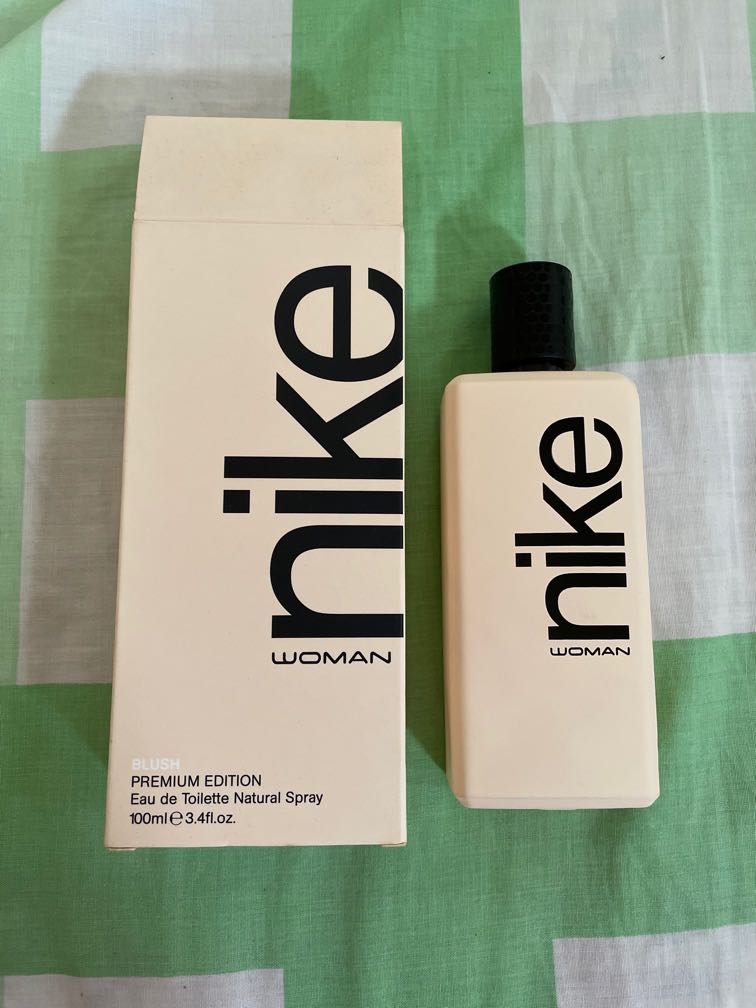 nike
WOMAN
BLUSH
PREMIUM EDITION
Eau de Toilette Natural Spray
100ml℮3.4fl.oz.
nike
WOMAN